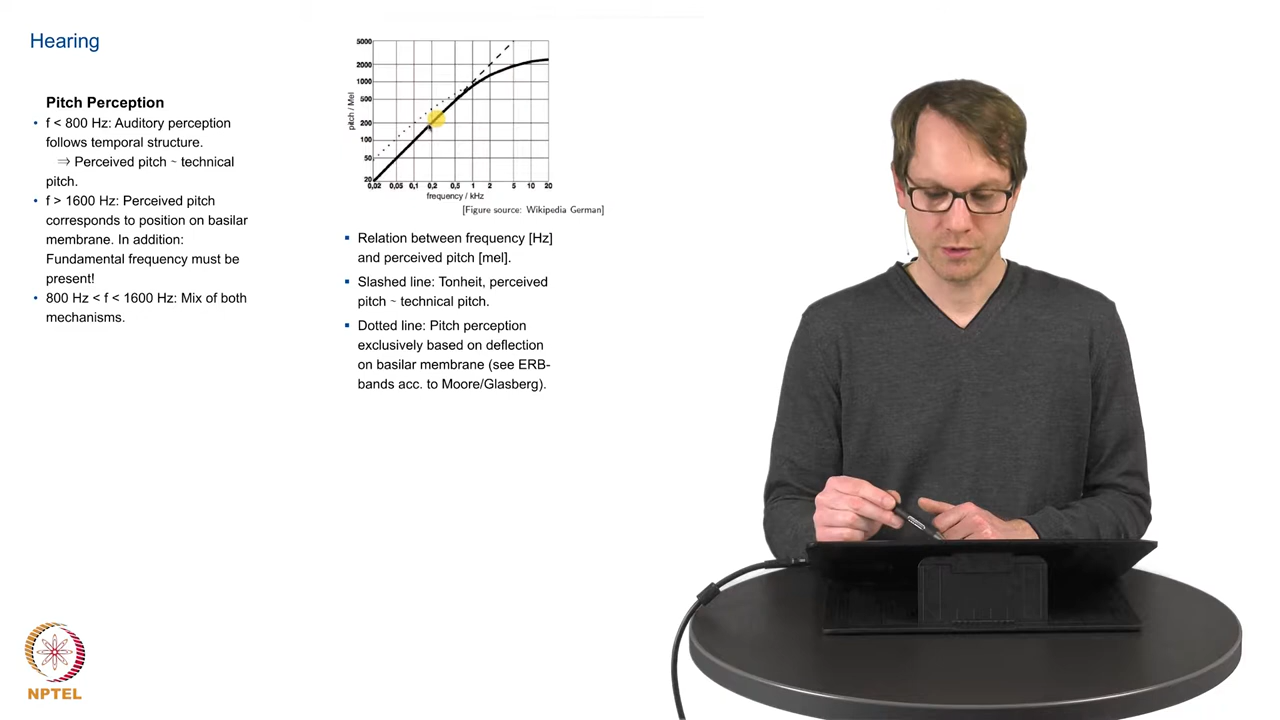 Hearing
Pitch Perception
• f < 800 Hz: Auditory perception
follows temporal structure.
⇒ Perceived pitch ~ technical
pitch.
• f > 1600 Hz: Perceived pitch
corresponds to position on basilar
membrane. In addition:
Fundamental frequency must be
present!
• 800 Hz < f < 1600 Hz: Mix of both
mechanisms.
pitch / Mel
5000
2000
1000
500
200
100
50
20
0,02 0,05 0,1 0,2 0,5 1 2 5 10 20
frequency / kHz
[Figure source: Wikipedia German]
▪ Relation between frequency [Hz]
and perceived pitch [mel].
▪ Slashed line: Tonheit, perceived
pitch ~ technical pitch.
▪ Dotted line: Pitch perception
exclusively based on deflection
on basilar membrane (see ERB-
bands acc. to Moore/Glasberg).
NPTEL